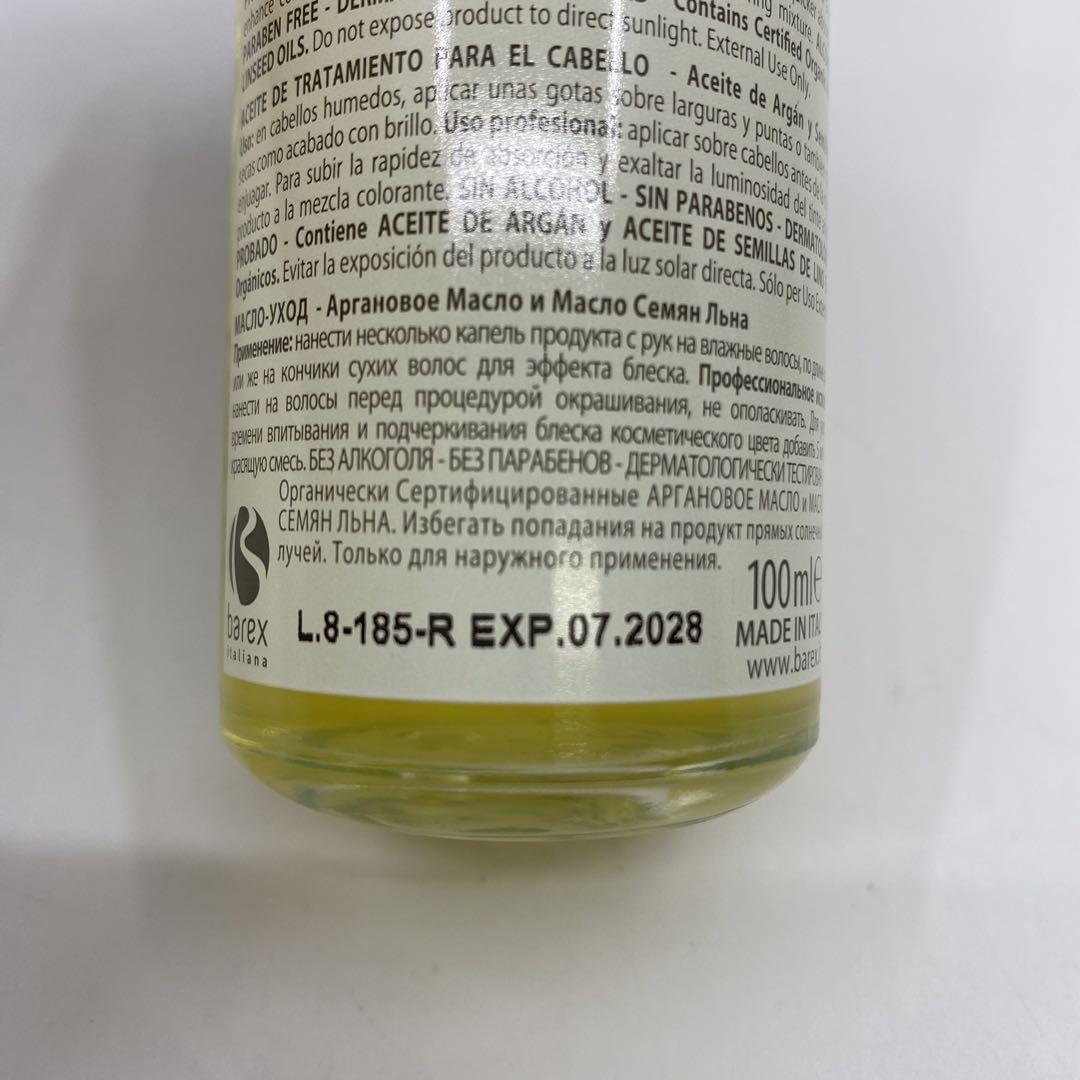 enhance
PARABEN FREE - Contains Certified
LINSEED OILS. Do not expose product to direct sunlight. External Use Only.
ACEITE DE TRATAMIENTO PARA EL CABELLO - Aceite de Argán y
Uso: en cabellos humedos, aplicar unas gotas sobre larguras y puntas o
secas como acabado con brillo. Uso profesional: aplicar sobre cabellos antes de
enjuagar. Para subir la rapidez de absorción y exaltar la luminosidad del
producto a la mezcla colorante. SIN ALCOHOL - SIN PARABENOS -
PROBADO - Contiene ACEITE DE ARGÁN y ACEITE DE SEMILLAS DE LINO
Orgánicos. Evitar la exposición del producto a la luz solar directa. Sólo per Uso
МАСЛО-УХОД - Аргановое Масло и Масло Семян Льна
Применение: нанести несколько капель продукта с рук на влажные волосы, по
или же на кончики сухих волос для эффекта блеска. Профессиональное
нанести на волосы перед процедурой окрашивания, не ополаскивать.
времени впитывания и подчеркивания блеска косметического цвета добавить 5
красящую смесь. БЕЗ АЛКОГОЛЯ - БЕЗ ПАРАБЕНОВ -
Органически Сертифицированные АРГАНОВОЕ МАСЛО и
СЕМЯН ЛЬНА. Избегать попадания на продукт прямых
лучей. Только для наружного применения.
100ml℮
barex
italiana
L.8-185-R EXP.07.2028
MADE IN
www.barex